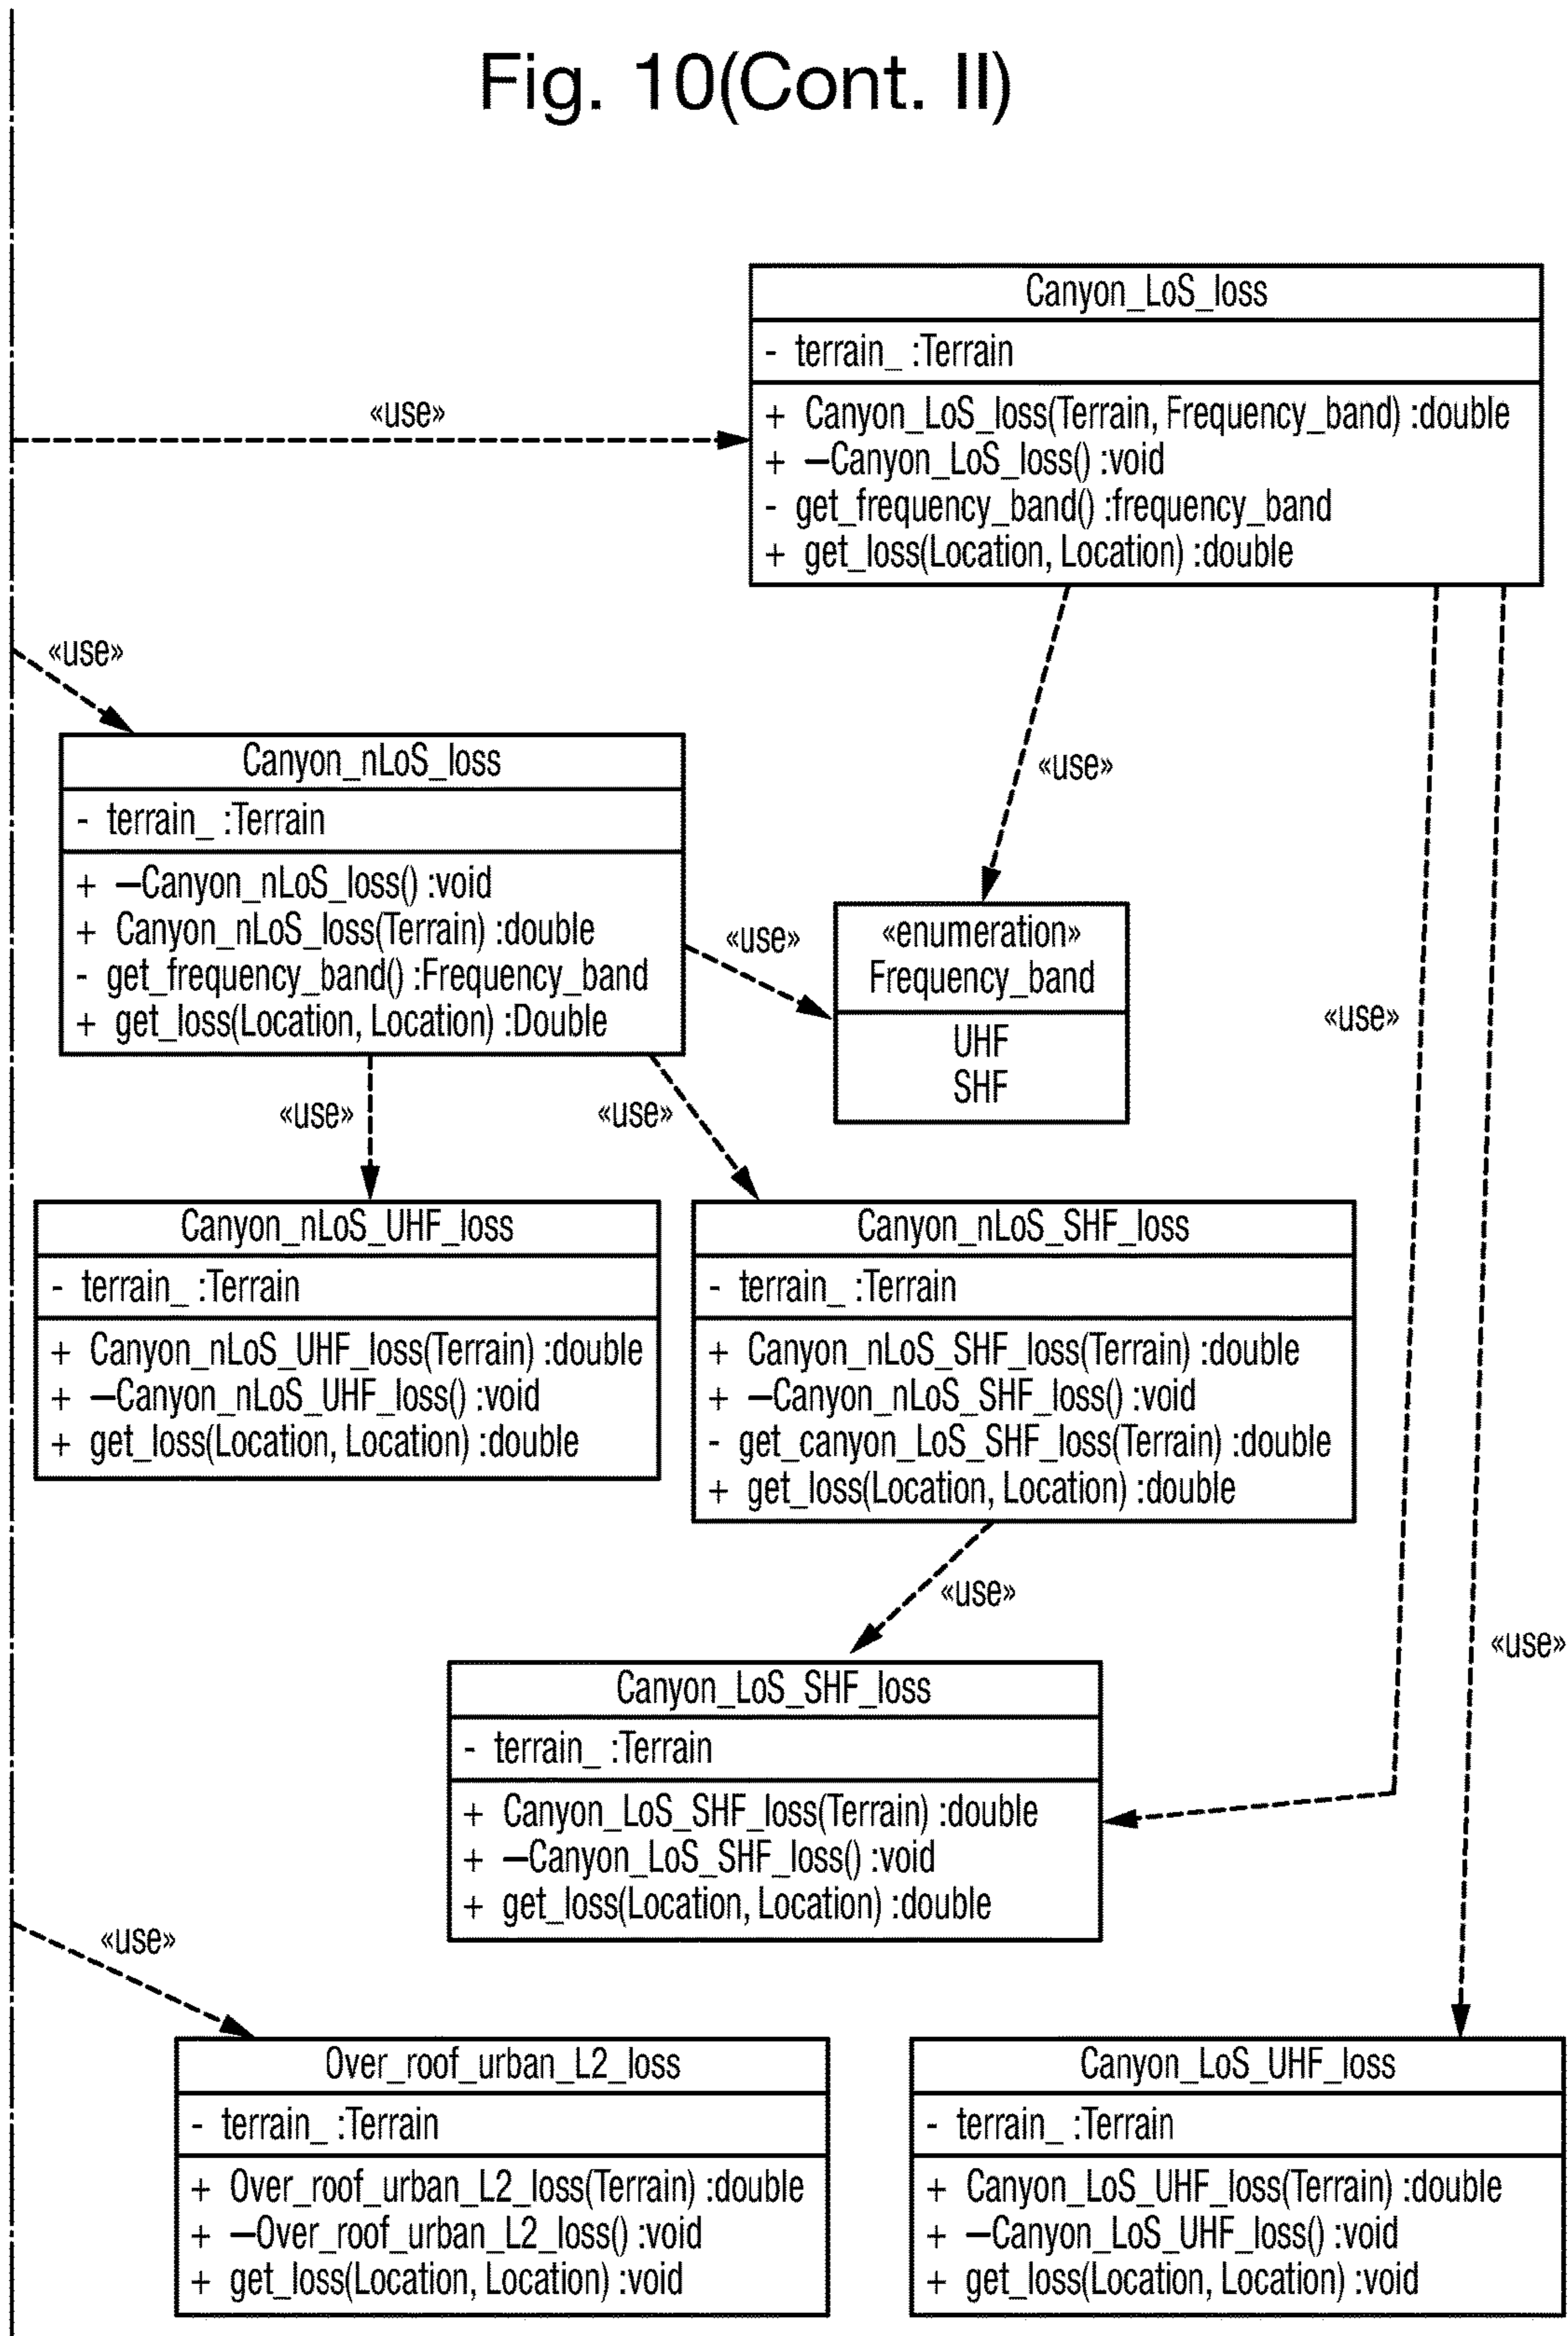 Fig. 10(Cont. II)
Canyon_LoS_loss
- terrain_ :Terrain
+ Canyon_LoS_loss(Terrain, Frequency_band) :double
+ —Canyon_LoS_loss() :void
- get_frequency_band() :frequency_band
+ get_loss(Location, Location) :double
«use»
«use»
«use»
Canyon_nLoS_loss
- terrain_ :Terrain
+ —Canyon_nLoS_loss() :void
+ Canyon_nLoS_loss(Terrain) :double
- get_frequency_band() :Frequency_band
+ get_loss(Location, Location) :Double
«use»
«enumeration»
Frequency_band
UHF
SHF
«use»
«use»
«use»
Canyon_nLoS_UHF_loss
- terrain_ :Terrain
+ Canyon_nLoS_UHF_loss(Terrain) :double
+ —Canyon_nLoS_UHF_loss() :void
+ get_loss(Location, Location) :double
Canyon_nLoS_SHF_loss
- terrain_ :Terrain
+ Canyon_nLoS_SHF_loss(Terrain) :double
+ —Canyon_nLoS_SHF_loss() :void
- get_canyon_LoS_SHF_loss(Terrain) :double
+ get_loss(Location, Location) :double
«use»
«use»
Canyon_LoS_SHF_loss
- terrain_ :Terrain
+ Canyon_LoS_SHF_loss(Terrain) :double
+ —Canyon_LoS_SHF_loss() :void
+ get_loss(Location, Location) :double
«use»
Over_roof_urban_L2_loss
- terrain_ :Terrain
+ Over_roof_urban_L2_loss(Terrain) :double
+ —Over_roof_urban_L2_loss() :void
+ get_loss(Location, Location) :void
Canyon_LoS_UHF_loss
- terrain_ :Terrain
+ Canyon_LoS_UHF_loss(Terrain) :double
+ —Canyon_LoS_UHF_loss() :void
+ get_loss(Location, Location) :void